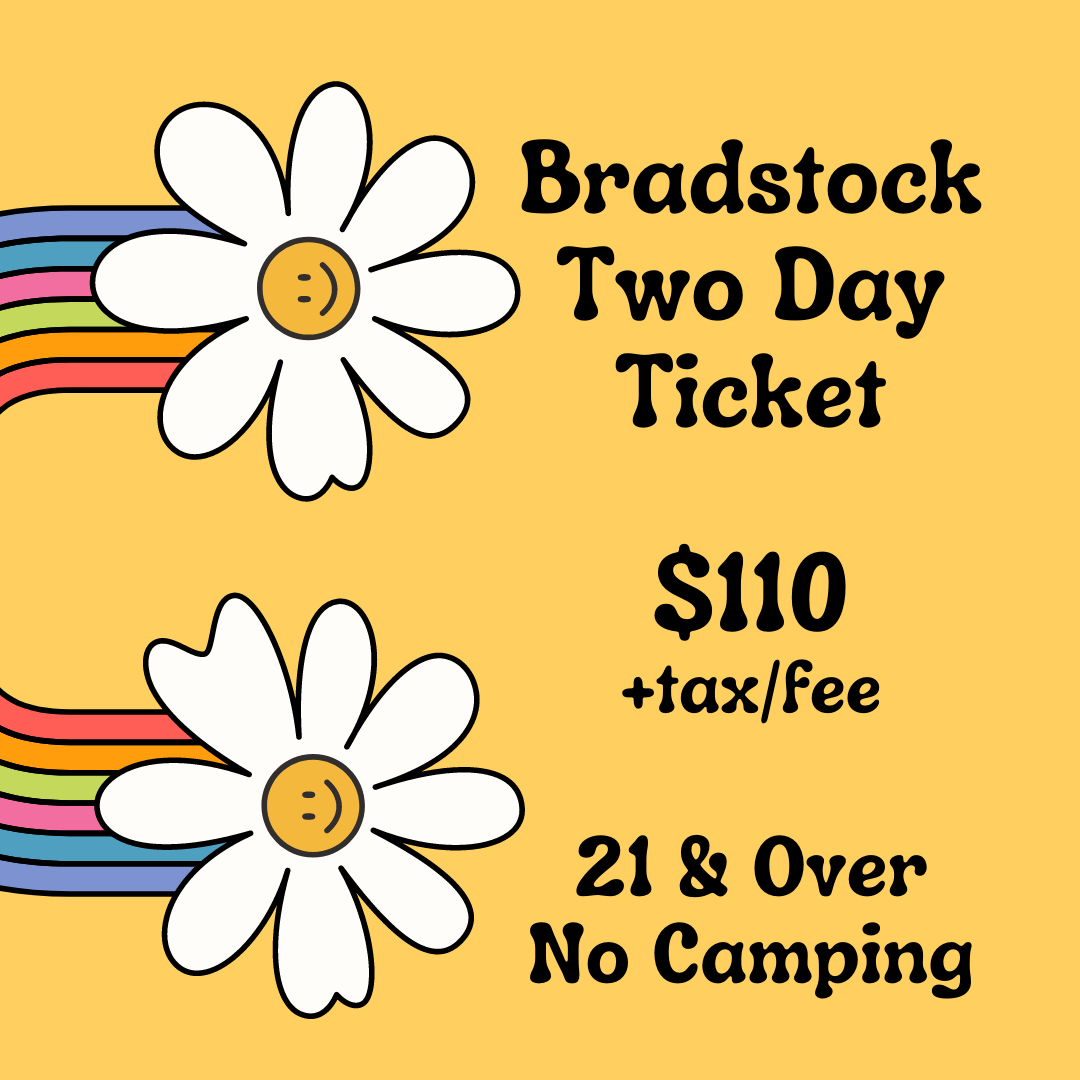 Bradstock
Two Day
Ticket
$110
+tax/fee
21 & Over
No Camping